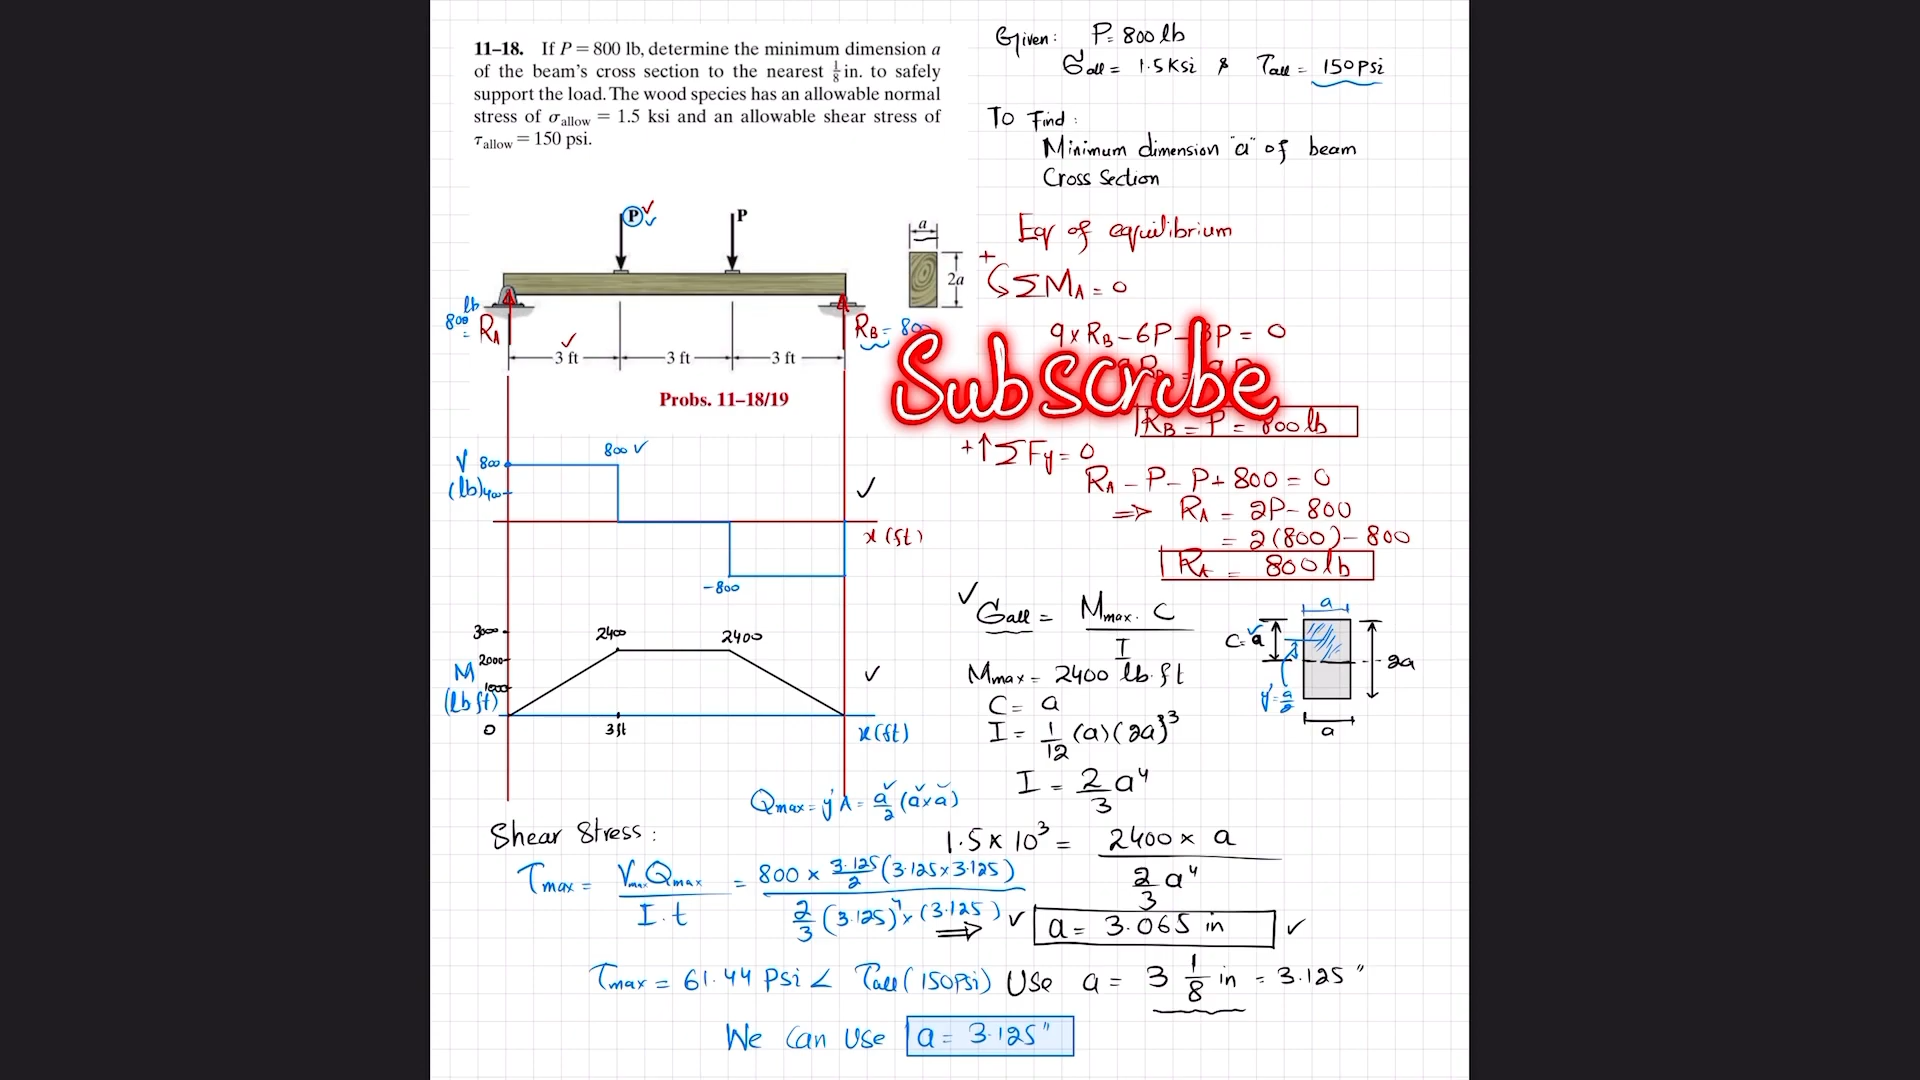 11–18. If P = 800 lb, determine the minimum dimension a
of the beam's cross section to the nearest 1/8 in. to safely
support the load. The wood species has an allowable normal
stress of σallow = 1.5 ksi and an allowable shear stress of
τallow = 150 psi.
Given: P = 800 lb
σall = 1.5 Ksi & τall = 150 Psi
To Find:
Minimum dimension "a" of beam
Cross Section
P
P
a
2a
lb
800 = RA
RB = 80
3 ft
3 ft
3 ft
Probs. 11–18/19
Eq of equilibrium
+ ΣMA = 0
9 x RB - 6P - 3P = 0
Subscribe
RB = P = 800 lb
+↑ ΣFy = 0
RA - P - P + 800 = 0
=> RA = 2P - 800
= 2(800) - 800
RA = 800 lb
V (lb)
800
400
800
-800
x (ft)
M (lb ft)
3000
2000
1000
0
2400
2400
3ft
x (ft)
σall = Mmax. C / I
Mmax = 2400 lb.ft
C = a
I = 1/12 (a)(2a)³
I = 2/3 a⁴
a
C = a
2a
y' = a/2
a
1.5 x 10³ = 2400 x a / 2/3 a⁴
a = 3.065 in
Use a = 3 1/8 in = 3.125"
Qmax = y'A = a/2 (a x a)
Shear Stress:
τmax = Vmax Qmax / I.t = 800 x 3.125/2 (3.125 x 3.125) / 2/3 (3.125)⁴ x (3.125) =>
τmax = 61.44 Psi < τall (150 Psi)
We can use a = 3.125"